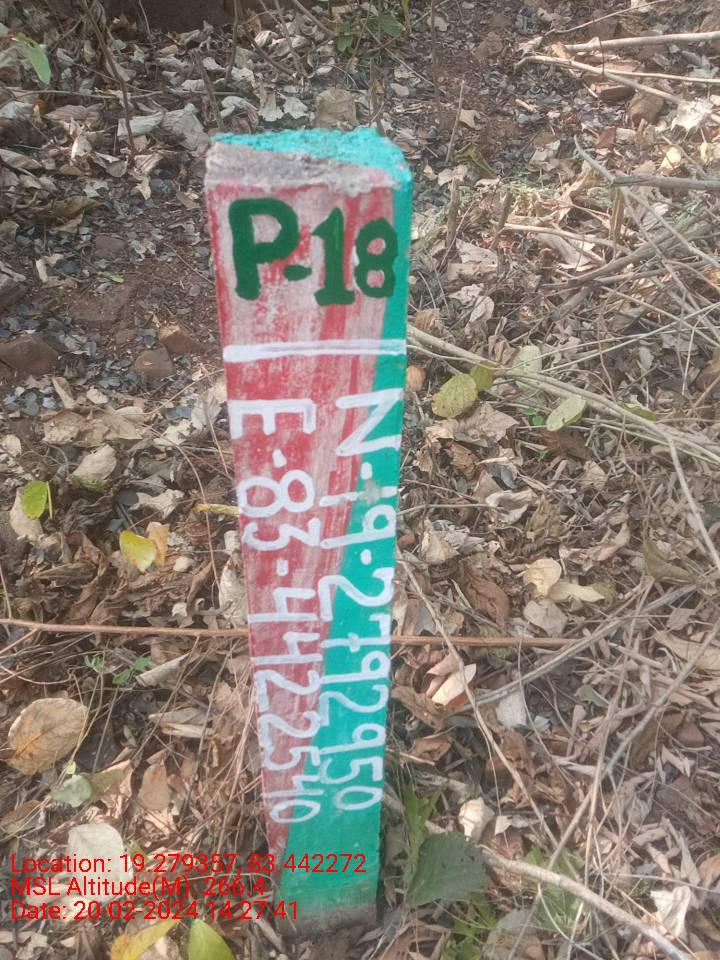 P-18
N-19-2792950
E-83-4422540
Location: 19.279357, 83.442272
MSL Altitude(M): 266.4
Date: 20-02-2024 14:27:41